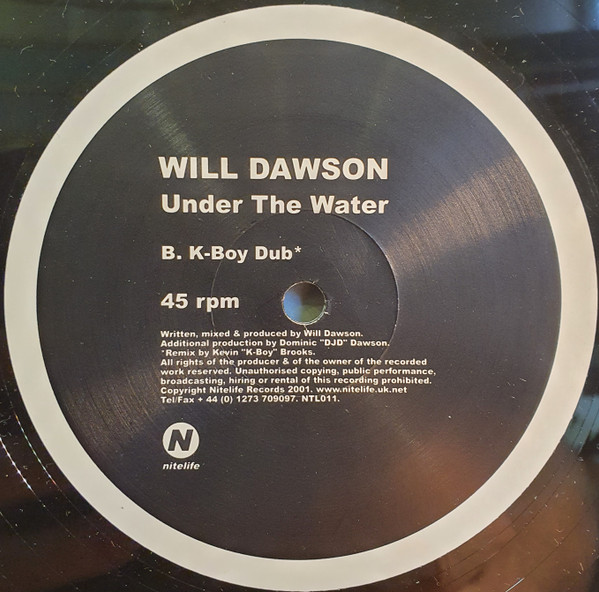 WILL DAWSON
Under The Water
B. K-Boy Dub*
45 rpm
Written, mixed & produced by Will Dawson.
Additional production by Dominic "DJD" Dawson.
*Remix by Kevin "K-Boy" Brooks.
All rights of the producer & of the owner of the recorded
work reserved. Unauthorised copying, public performance,
broadcasting, hiring or rental of this recording prohibited.
Copyright Nitelife Records 2001. www.nitelife.uk.net
Tel/Fax + 44 (0) 1273 709097. NTL011.
N
nitelife